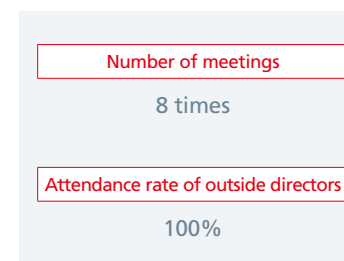 Number of meetings
8 times
Attendance rate of outside directors
100%